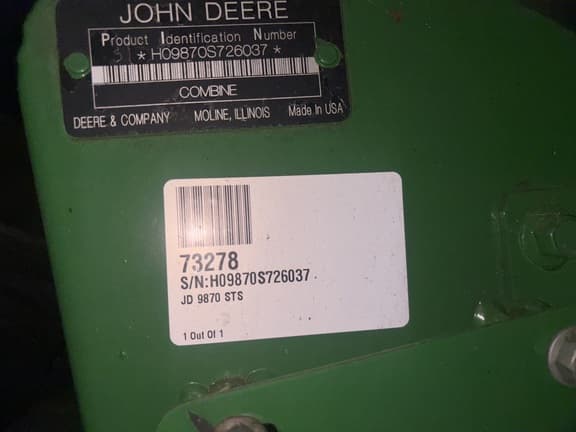 JOHN DEERE
Product Identification Number
*H09870S726037*
COMBINE
DEERE & COMPANY MOLINE, ILLINOIS Made In USA
73278
S/N:H09870S726037
JD 9870 STS
1 Out Of 1